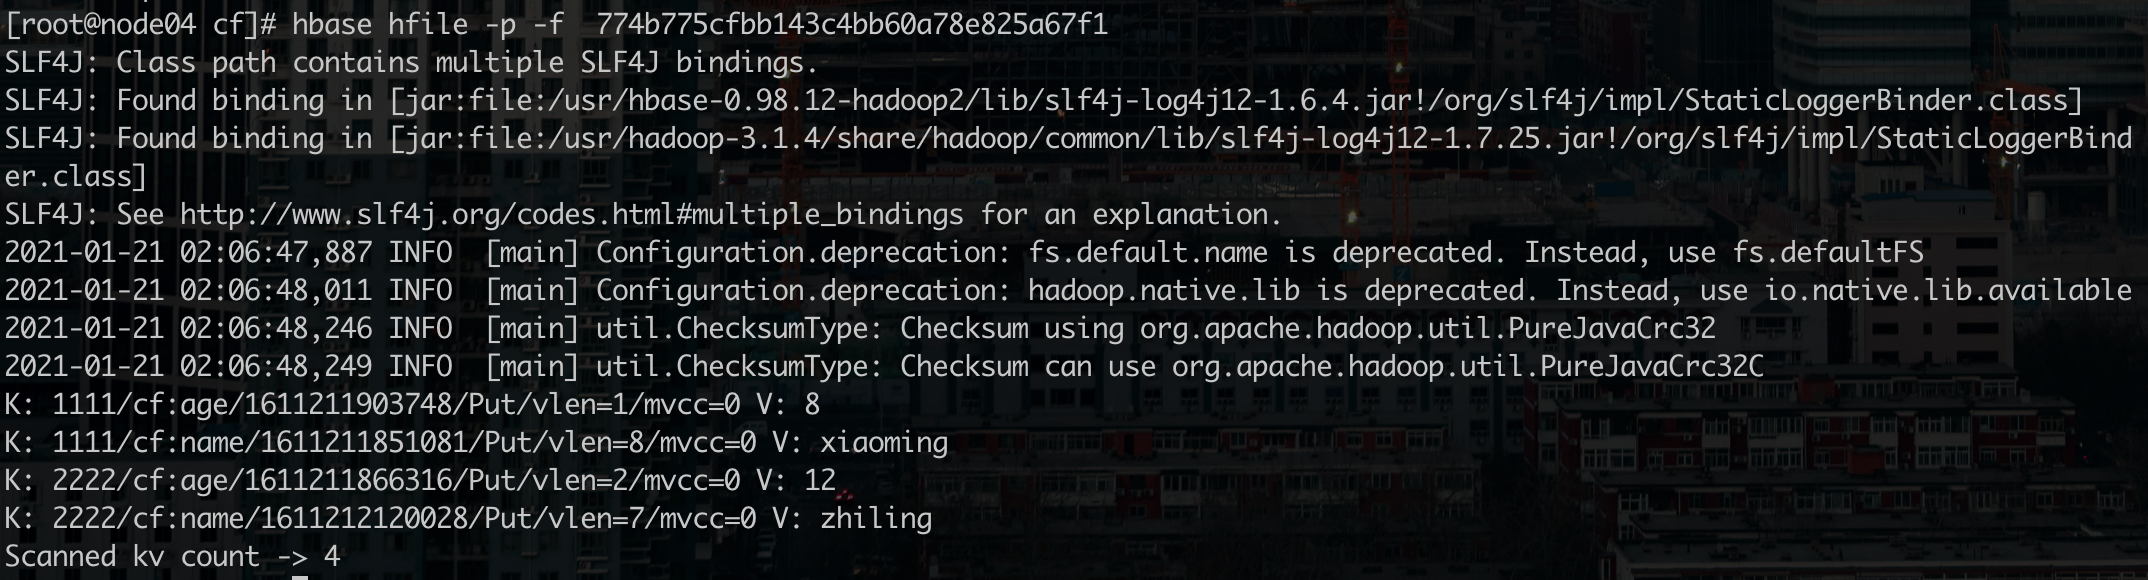 [root@node04 cf]# hbase hfile -p -f  774b775cfbb143c4bb60a78e825a67f1
SLF4J: Class path contains multiple SLF4J bindings.
SLF4J: Found binding in [jar:file:/usr/hbase-0.98.12-hadoop2/lib/slf4j-log4j12-1.6.4.jar!/org/slf4j/impl/StaticLoggerBinder.class]
SLF4J: Found binding in [jar:file:/usr/hadoop-3.1.4/share/hadoop/common/lib/slf4j-log4j12-1.7.25.jar!/org/slf4j/impl/StaticLoggerBind
er.class]
SLF4J: See http://www.slf4j.org/codes.html#multiple_bindings for an explanation.
2021-01-21 02:06:47,887 INFO  [main] Configuration.deprecation: fs.default.name is deprecated. Instead, use fs.defaultFS
2021-01-21 02:06:48,011 INFO  [main] Configuration.deprecation: hadoop.native.lib is deprecated. Instead, use io.native.lib.available
2021-01-21 02:06:48,246 INFO  [main] util.ChecksumType: Checksum using org.apache.hadoop.util.PureJavaCrc32
2021-01-21 02:06:48,249 INFO  [main] util.ChecksumType: Checksum can use org.apache.hadoop.util.PureJavaCrc32C
K: 1111/cf:age/1611211903748/Put/vlen=1/mvcc=0 V: 8
K: 1111/cf:name/1611211851081/Put/vlen=8/mvcc=0 V: xiaoming
K: 2222/cf:age/1611211866316/Put/vlen=2/mvcc=0 V: 12
K: 2222/cf:name/1611212120028/Put/vlen=7/mvcc=0 V: zhiling
Scanned kv count -> 4